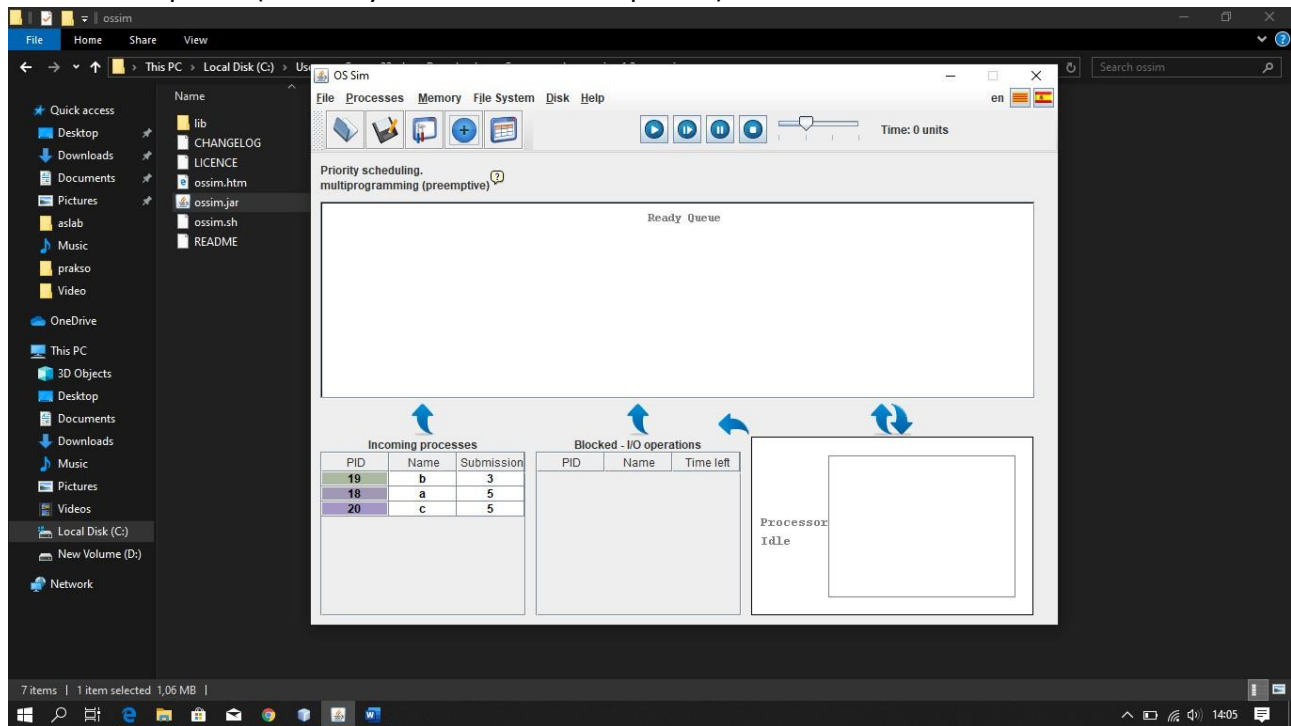 ossim
File Home Share View
This PC › Local Disk (C:) ›
Search ossim
Quick access
Desktop
Downloads
Documents
Pictures
aslab
Music
prakso
Video
OneDrive
This PC
3D Objects
Desktop
Documents
Downloads
Music
Pictures
Videos
Local Disk (C:)
New Volume (D:)
Network
Name
lib
CHANGELOG
LICENCE
ossim.htm
ossim.jar
ossim.sh
README
OS Sim
File Processes Memory File System Disk Help en
Time: 0 units
Priority scheduling.
multiprogramming (preemptive)
Ready Queue
Incoming processes
PID Name Submission
19 b 3
18 a 5
20 c 5
Blocked - I/O operations
PID Name Time left
Processor
Idle
7 items | 1 item selected 1,06 MB |
14:05